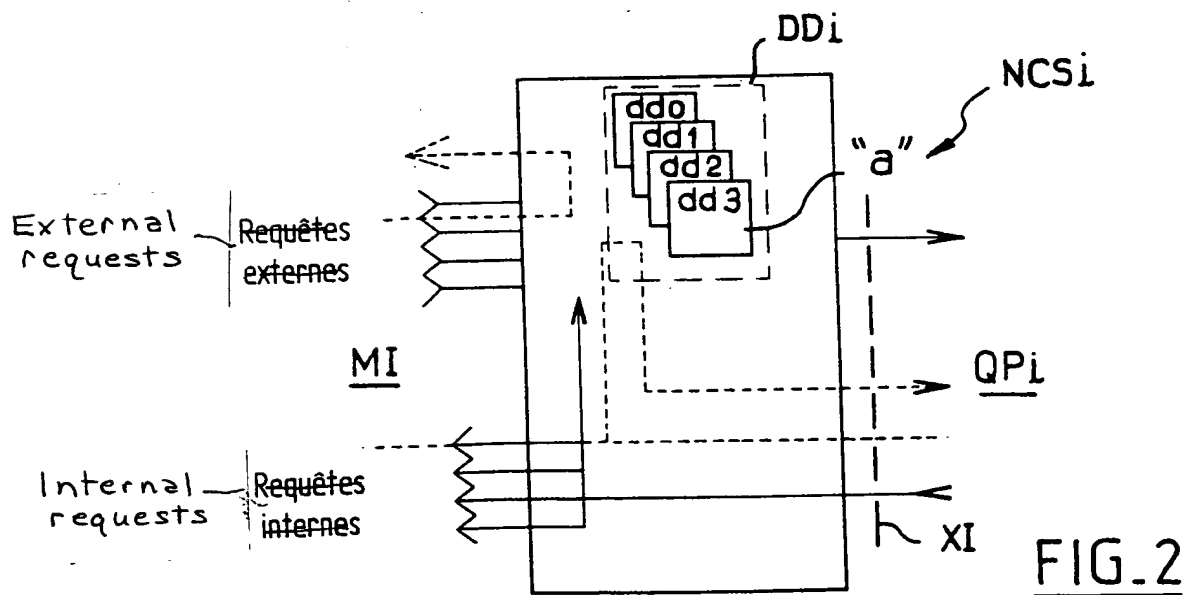 DDi
NCSi
dd0
dd1
dd2
dd3
"a"
External requests
Requêtes externes
MI
QPi
Internal requests
Requêtes internes
XI
FIG_2